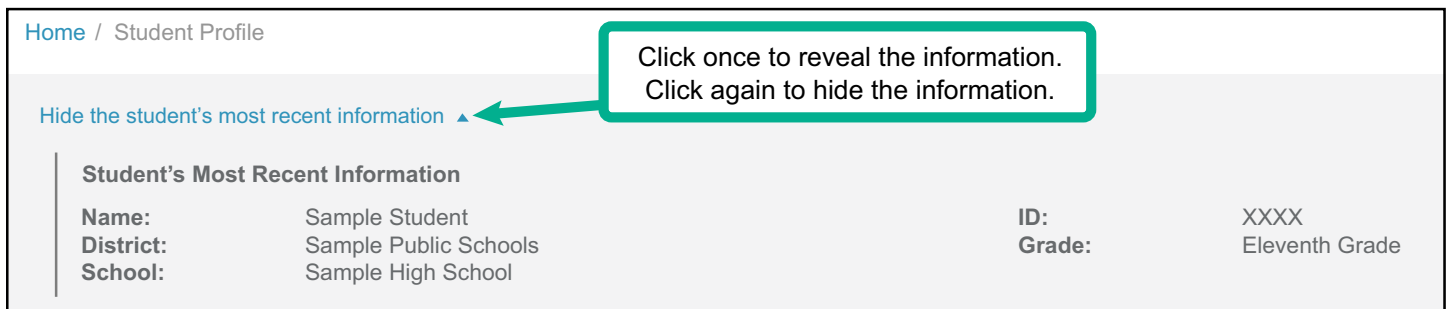 Home / Student Profile
Click once to reveal the information.
Click again to hide the information.
Hide the student’s most recent information
Student’s Most Recent Information
Name: Sample Student ID: XXXX
District: Sample Public Schools Grade: Eleventh Grade
School: Sample High School